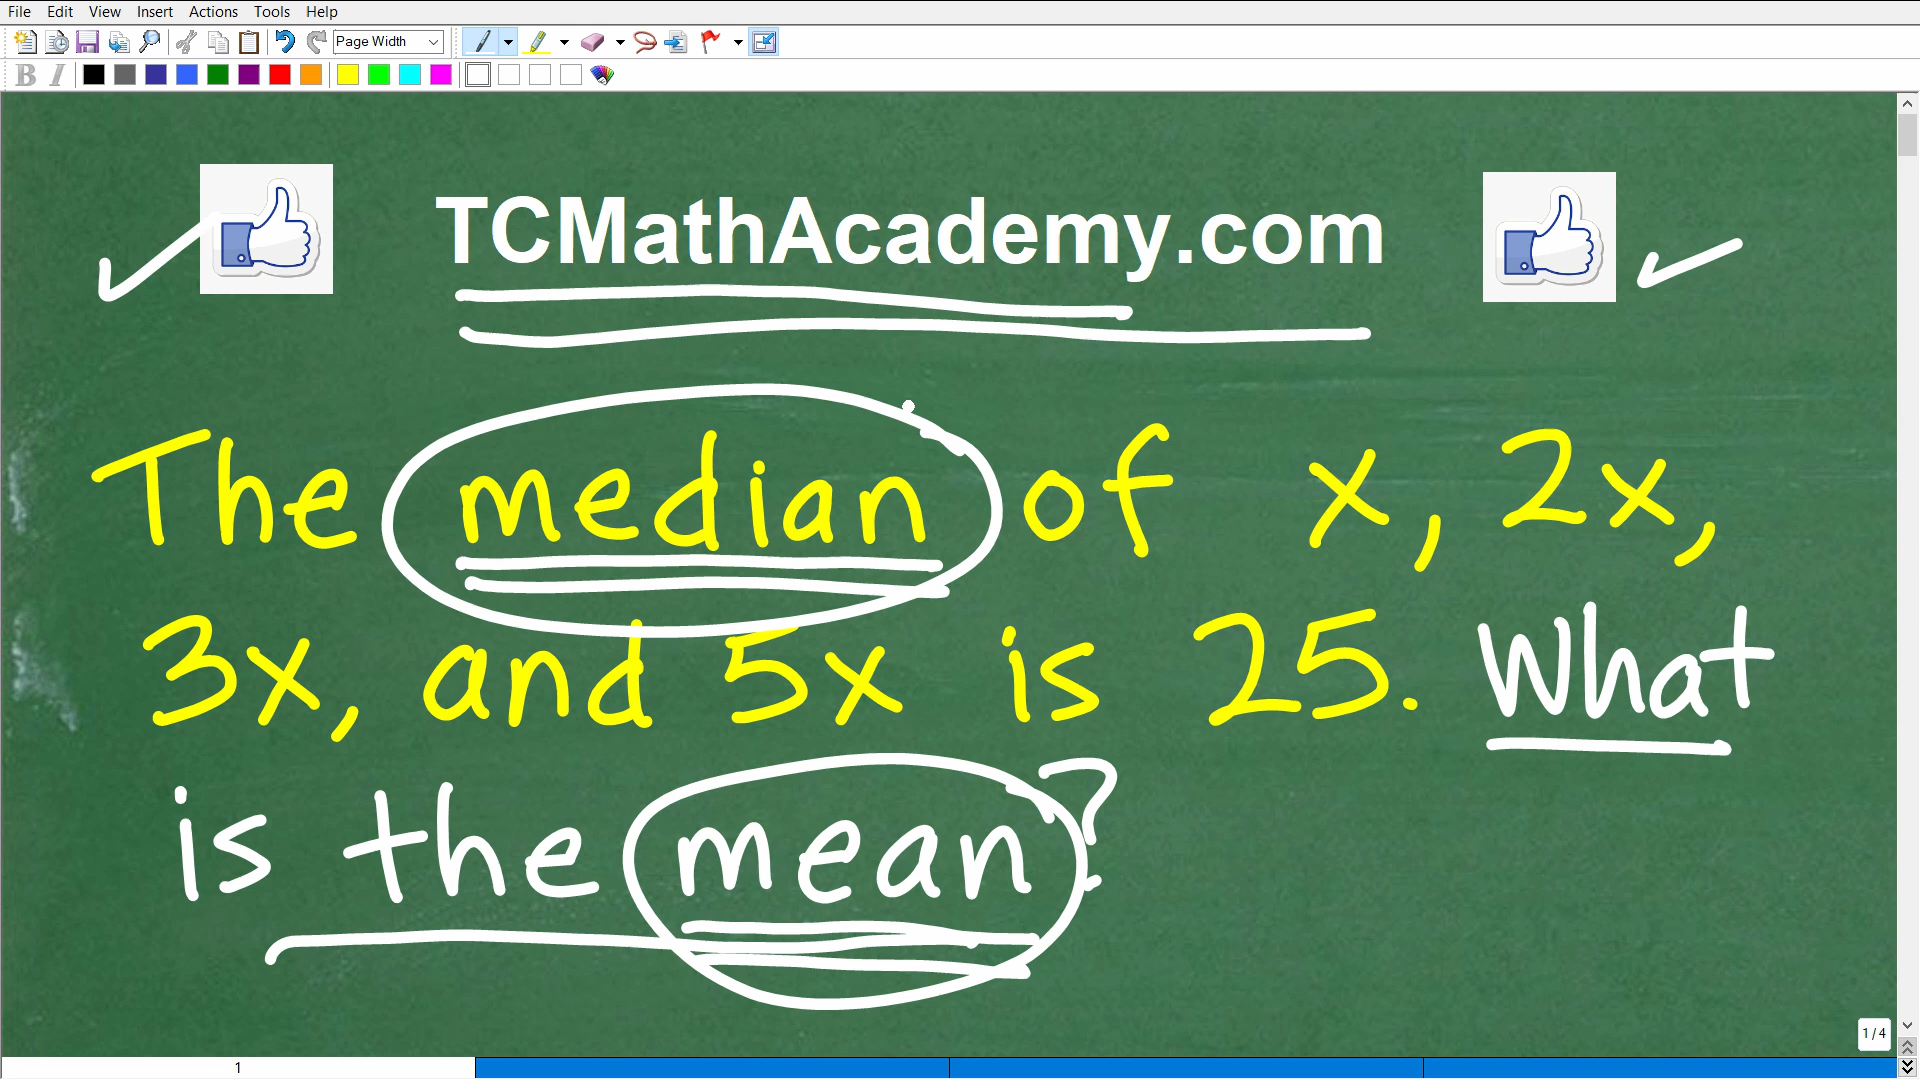 File Edit View Insert Actions Tools Help
Page Width
B I
TCMathAcademy.com
The median of x, 2x,
3x, and 5x is 25. What
is the mean?
1 / 4
1